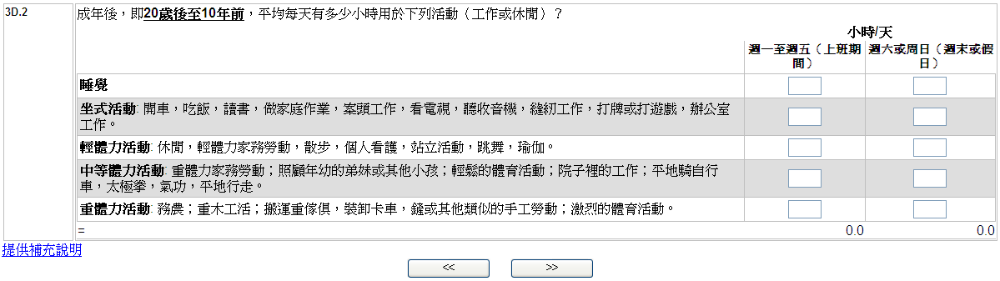 3D.2
成年後，即20歲後至10年前，平均每天有多少小時用於下列活動（工作或休閒）？
小時/天
週一至週五（上班期間）
週六或周日（週末或假日）
睡覺
坐式活動: 開車，吃飯，讀書，做家庭作業，案頭工作，看電視，聽收音機，縫紉工作，打牌或打遊戲，辦公室
工作。
輕體力活動: 休閒，輕體力家務勞動，散步，個人看護，站立活動，跳舞，瑜伽。
中等體力活動: 重體力家務勞動；照顧年幼的弟妹或其他小孩；輕鬆的體育活動；院子裡的工作；平地騎自行
車，太極拳，氣功，平地行走。
重體力活動: 務農；重木工活；搬運重傢俱，裝卸卡車，鏟或其他類似的手工勞動；激烈的體育活動。
= 0.0 0.0
提供補充說明
<< >>